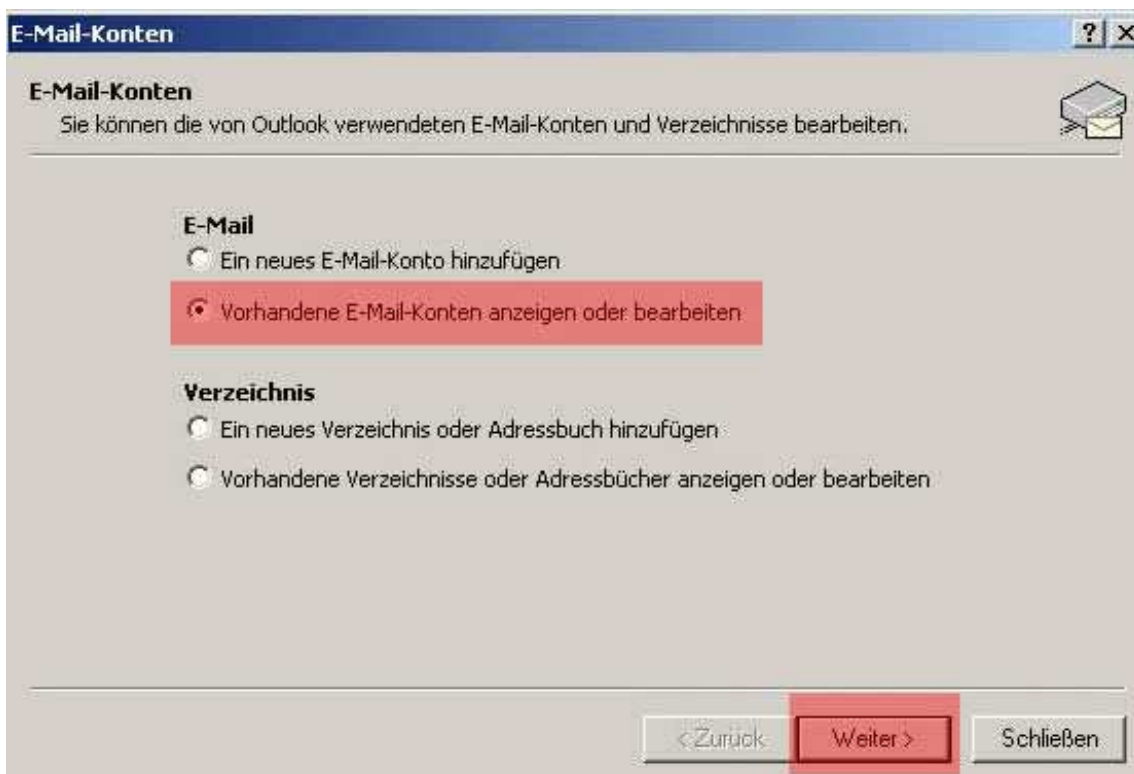 E-Mail-Konten
E-Mail-Konten
Sie können die von Outlook verwendeten E-Mail-Konten und Verzeichnisse bearbeiten.
E-Mail
Ein neues E-Mail-Konto hinzufügen
Vorhandene E-Mail-Konten anzeigen oder bearbeiten
Verzeichnis
Ein neues Verzeichnis oder Adressbuch hinzufügen
Vorhandene Verzeichnisse oder Adressbücher anzeigen oder bearbeiten
< Zurück Weiter > Schließen